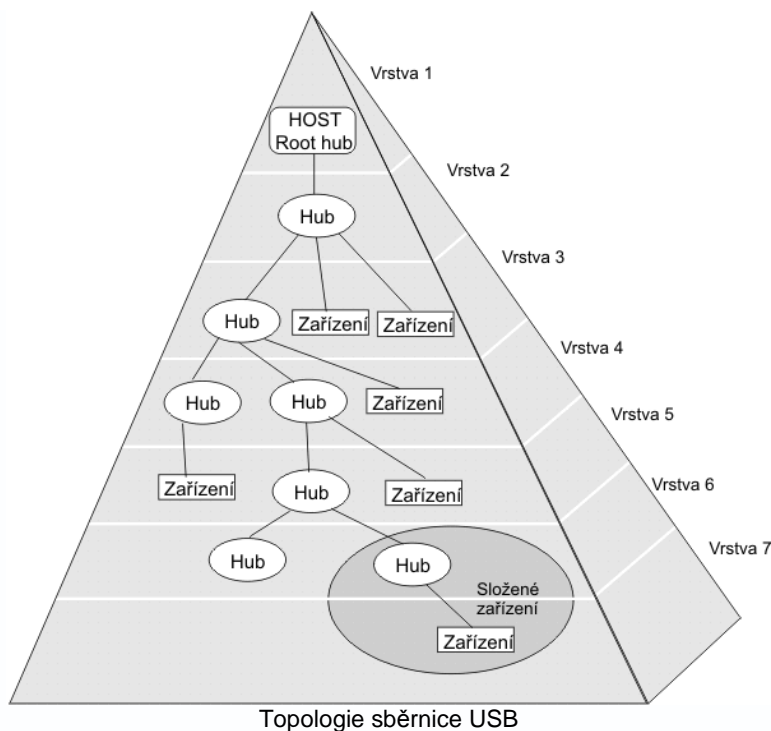 Vrstva 1
HOST
Root hub
Vrstva 2
Hub
Vrstva 3
Hub
Zařízení
Zařízení
Vrstva 4
Hub
Hub
Zařízení
Vrstva 5
Zařízení
Hub
Zařízení
Vrstva 6
Hub
Hub
Složené
zařízení
Vrstva 7
Zařízení
Topologie sběrnice USB